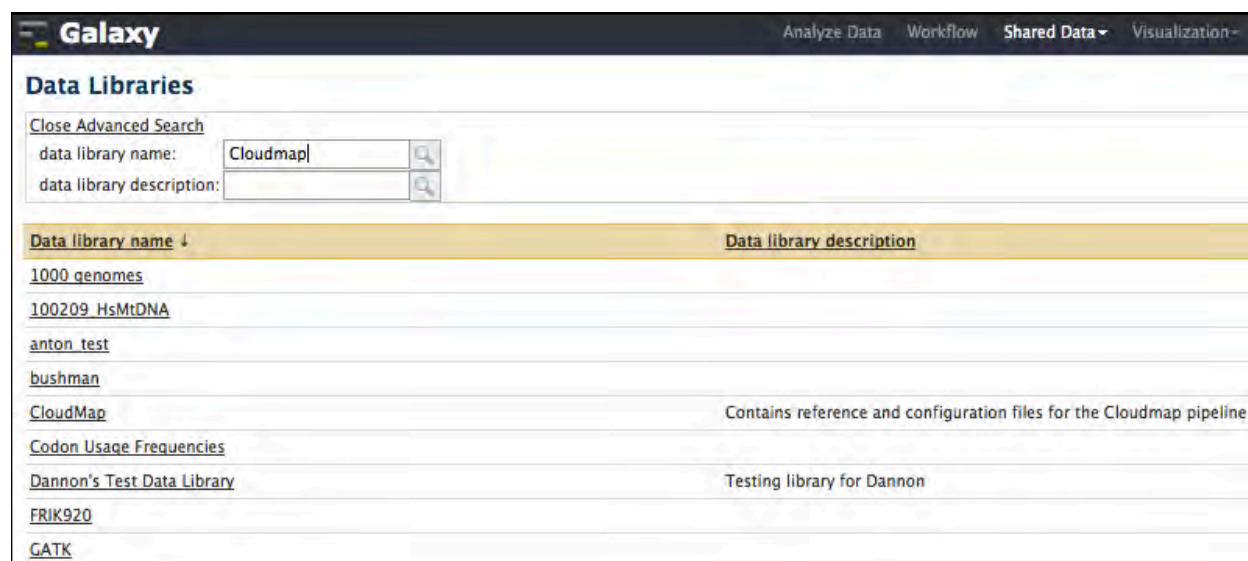 Galaxy Analyze Data Workflow Shared Data Visualization
Data Libraries
Close Advanced Search
data library name: Cloudmap
data library description:
Data library name ↓ Data library description
1000 genomes
100209_HsMtDNA
anton_test
bushman
CloudMap Contains reference and configuration files for the Cloudmap pipeline
Codon Usage Frequencies
Dannon's Test Data Library Testing library for Dannon
FRIK920
GATK